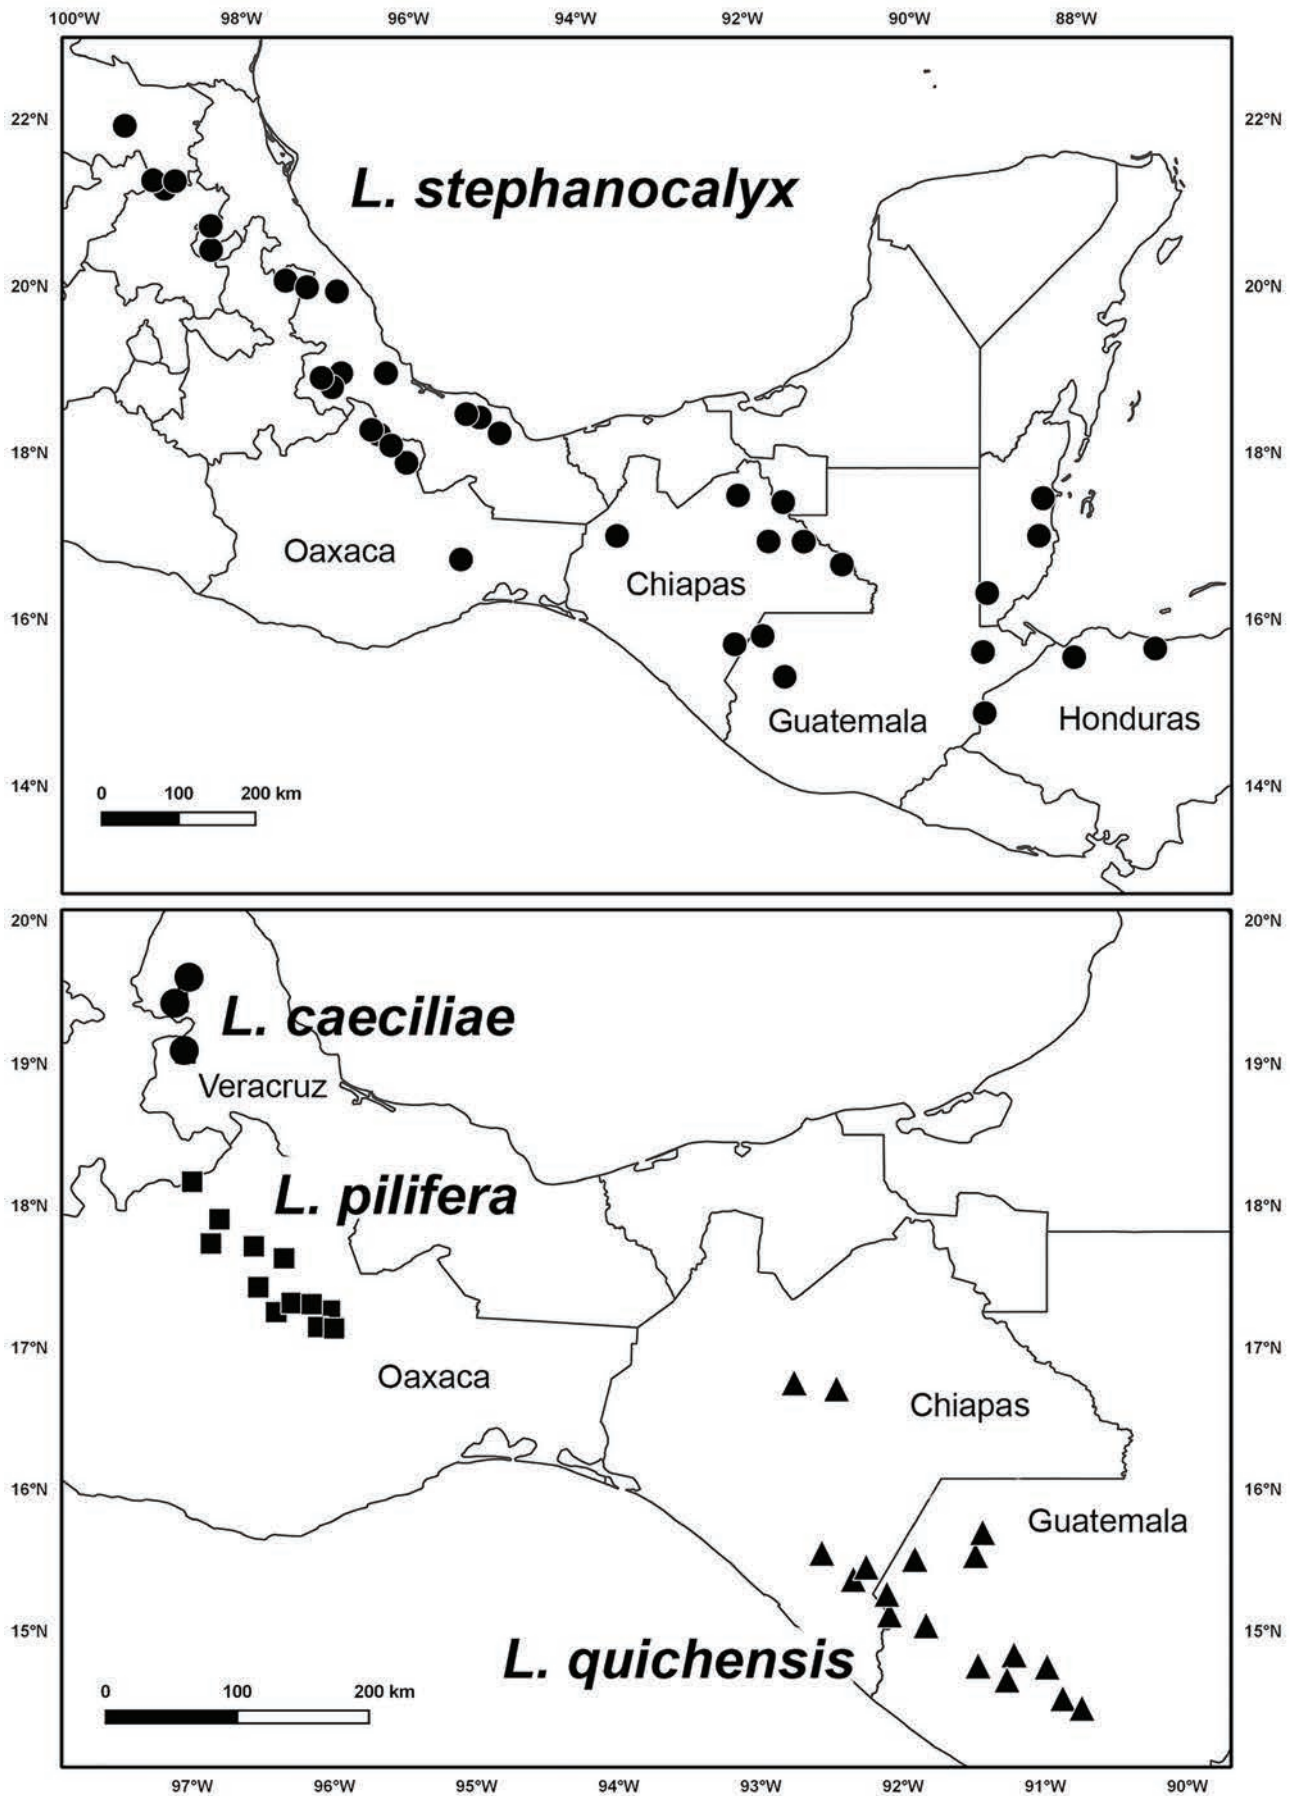 100°W 98°W 96°W 94°W 92°W 90°W 88°W
22°N 22°N
L. stephanocalyx
20°N 20°N
18°N 18°N
Oaxaca
Chiapas
16°N 16°N
Guatemala Honduras
14°N 14°N
0 100 200 km
20°N 20°N
L. caeciliae
19°N 19°N
Veracruz
L. pilifera
18°N 18°N
17°N 17°N
Oaxaca
Chiapas
16°N 16°N
Guatemala
15°N 15°N
L. quichensis
0 100 200 km
97°W 96°W 95°W 94°W 93°W 92°W 91°W 90°W